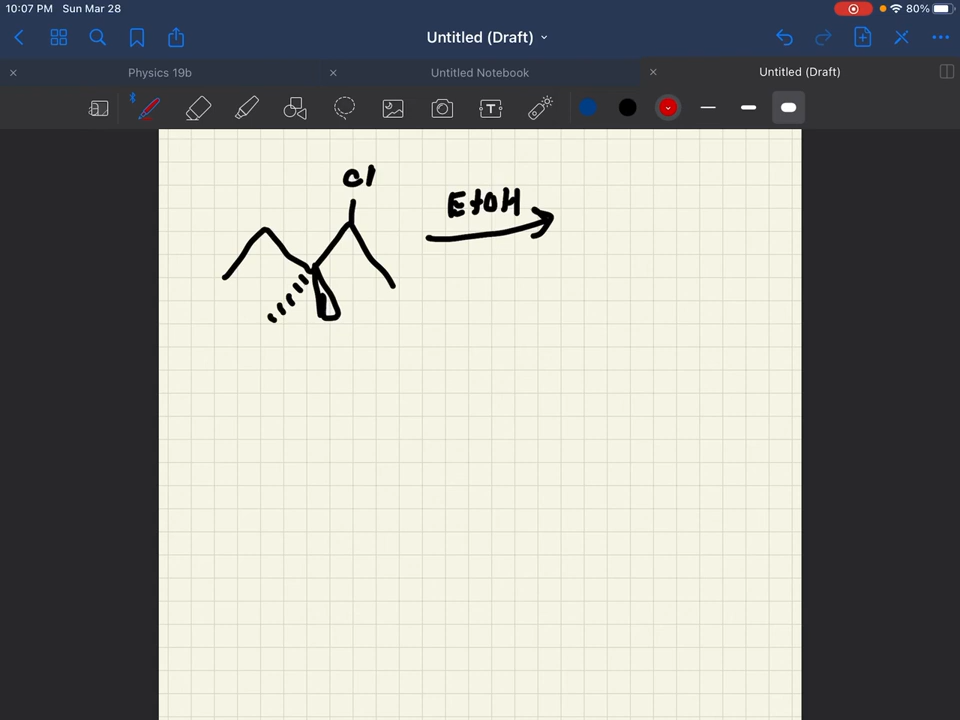 10:07 PM Sun Mar 28
80%
Untitled (Draft)
Physics 19b
Untitled Notebook
Untitled (Draft)
T
Cl
EtOH